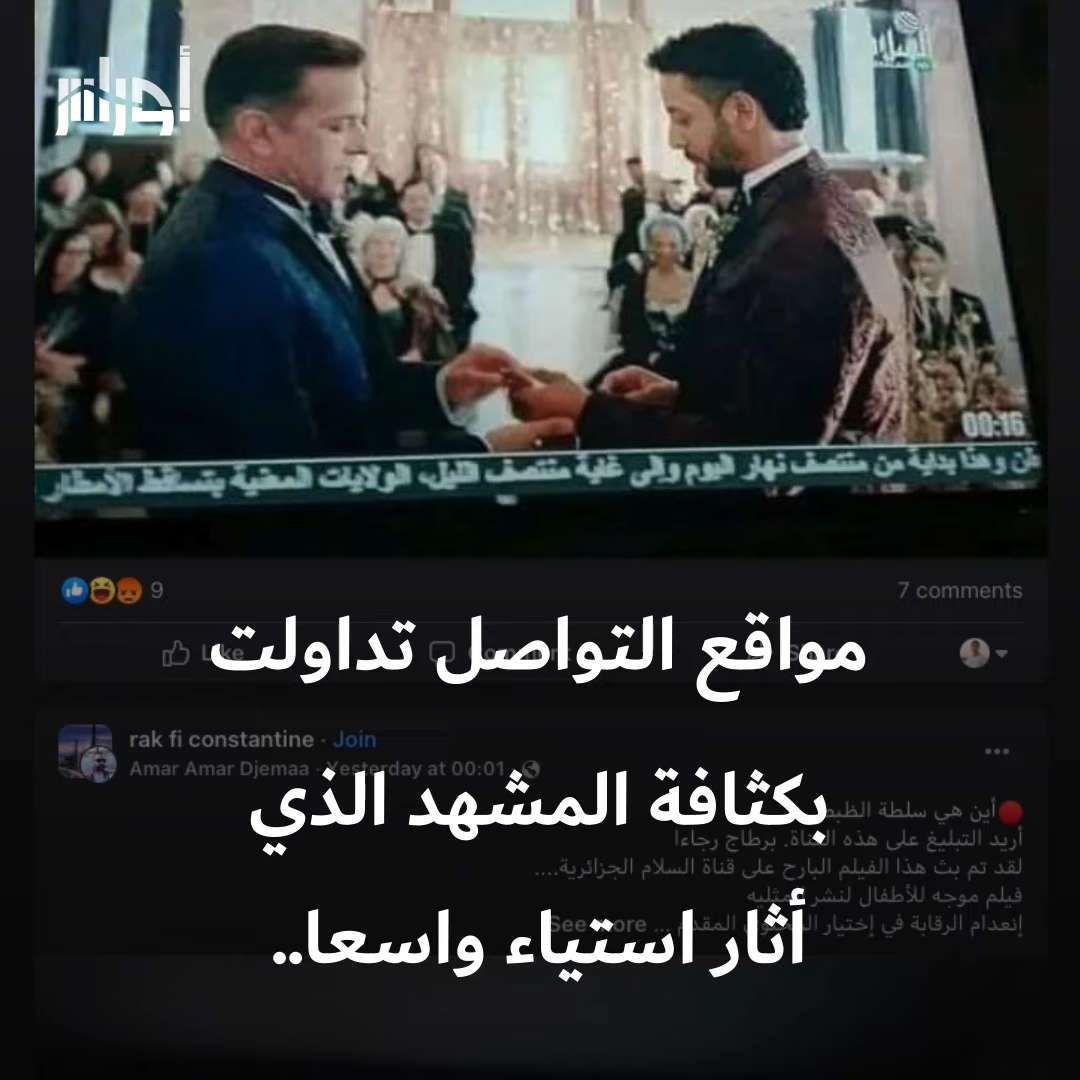 أوراس
00:16
وهذا بداية من منتصف نهار اليوم وإلى غاية منتصف الليل، الولايات المعنية بتساقط الأمطار
9
7 comments
Like
مواقع التواصل تداولت
rak fi constantine · Join
Amar Amar Djemaa · Yesterday at 00:01
بكثافة المشهد الذي
أين هي سلطة
أريد التبليغ على هذه القناة. برطاج رجاءا
لقد تم بث هذا الفيلم البارح على قناة السلام الجزائرية....
فيلم موجه للأطفال لنشر
إنعدام الرقابة في إختيار المقدم ... See more
أثار استياء واسعا..